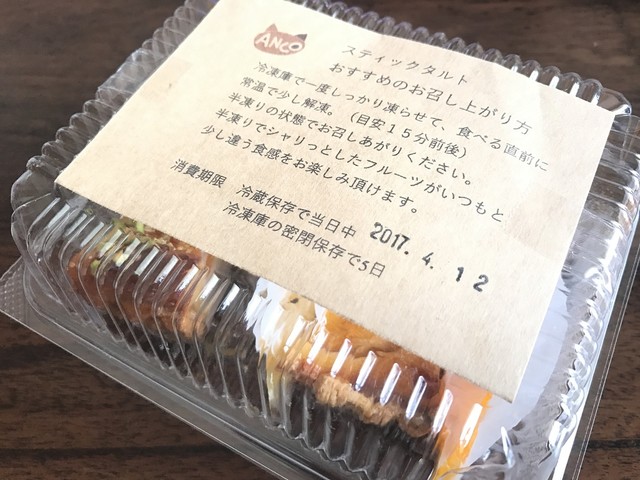 ANCO
スティックタルト
おすすめのお召し上がり方
冷凍庫で一度しっかり凍らせて、食べる直前に
常温で少し解凍。（目安１５分前後）
半凍りの状態でお召しあがりください。
半凍りでシャリっとしたフルーツがいつもと
少し違う食感をお楽しみ頂けます。
消費期限 冷蔵保存で当日中 2017. 4. 12
冷凍庫の密閉保存で5日